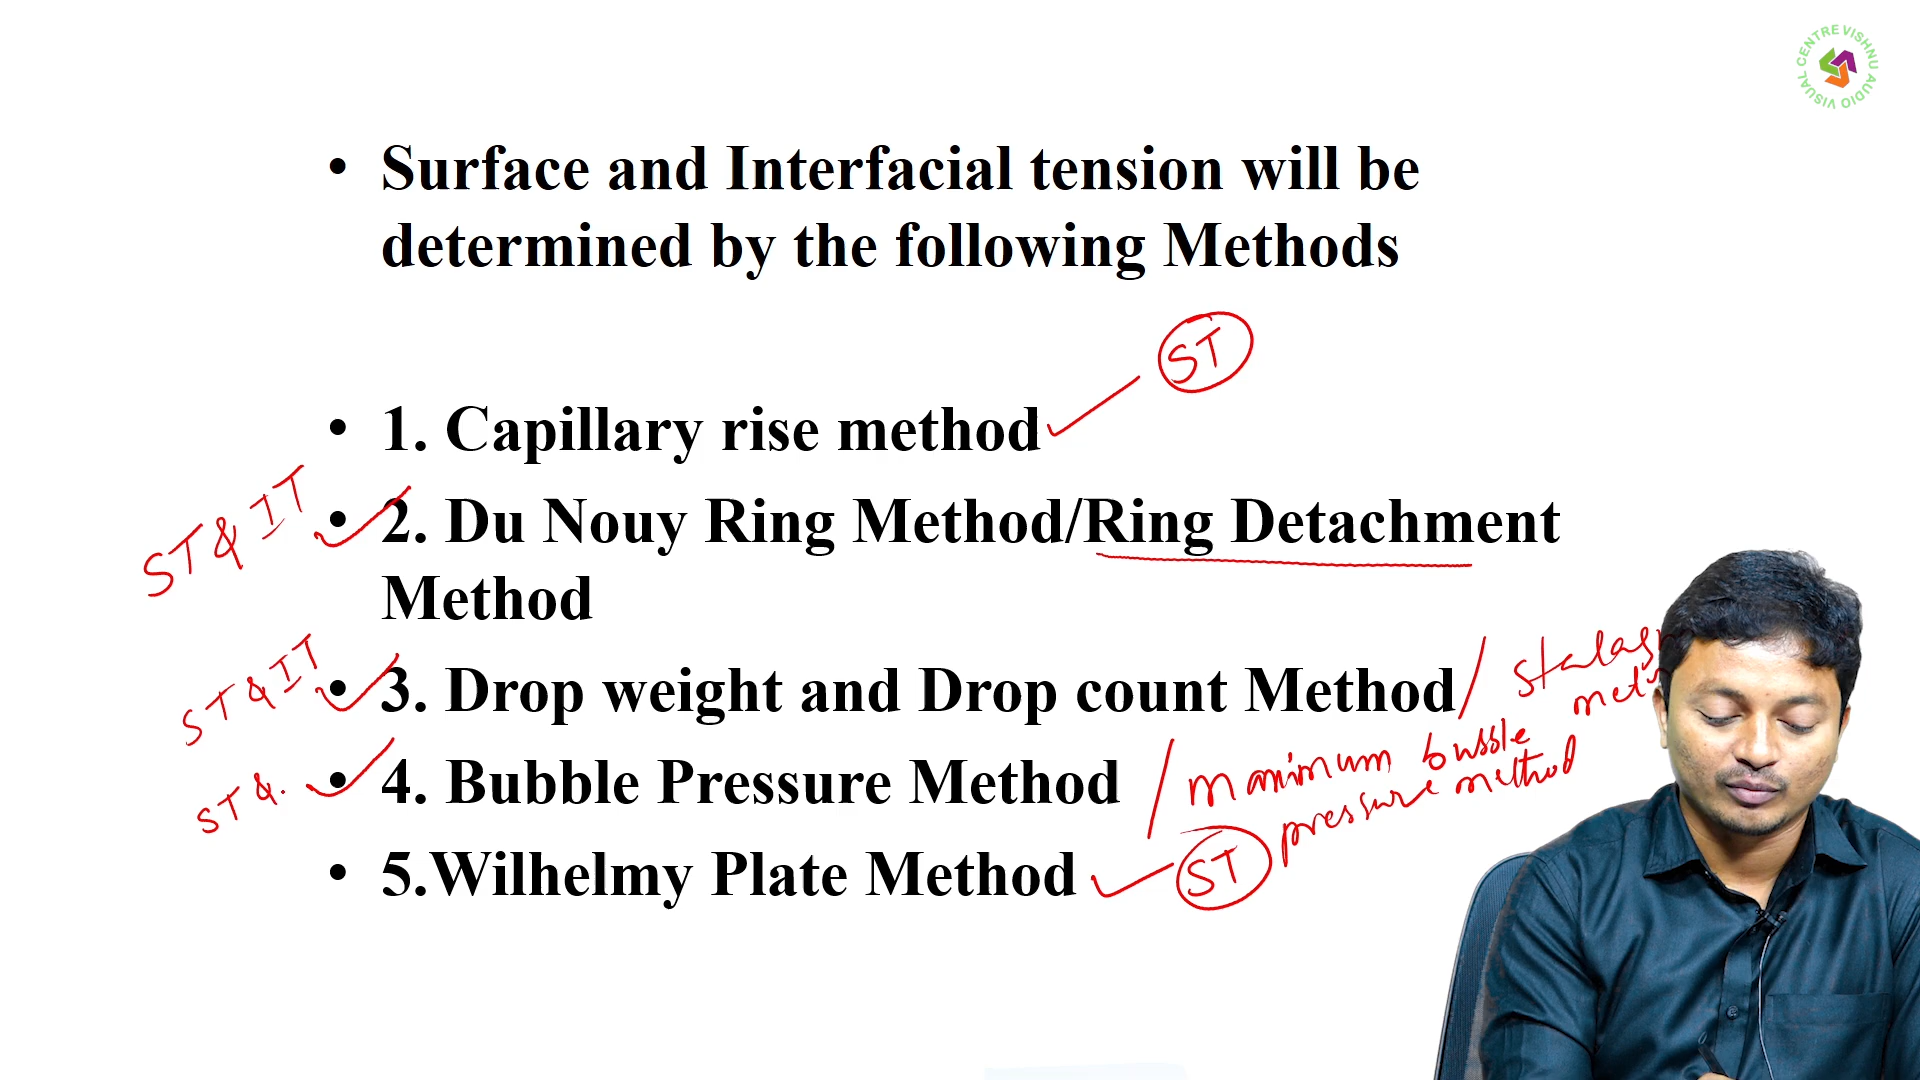 CENTRE VISHNU AUDIO VISUAL
• Surface and Interfacial tension will be
determined by the following Methods
ST
• 1. Capillary rise method
ST & IT
• 2. Du Nouy Ring Method/Ring Detachment
Method
ST & IT
• 3. Drop weight and Drop count Method /
• 4. Bubble Pressure Method / maximum bubble
pressure method
ST &.
• 5.Wilhelmy Plate Method
ST